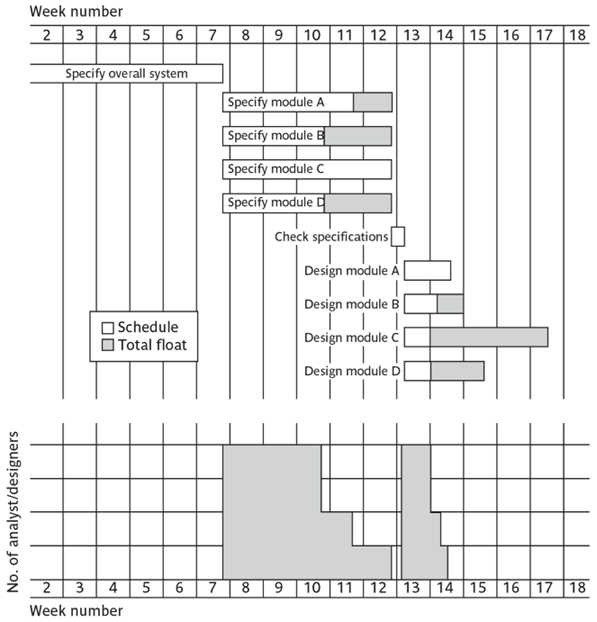 Week number
2 3 4 5 6 7 8 9 10 11 12 13 14 15 16 17 18
Specify overall system
Specify module A
Specify module B
Specify module C
Specify module D
Check specifications
Design module A
Design module B
Design module C
Design module D
Schedule
Total float
No. of analyst/designers
2 3 4 5 6 7 8 9 10 11 12 13 14 15 16 17 18
Week number